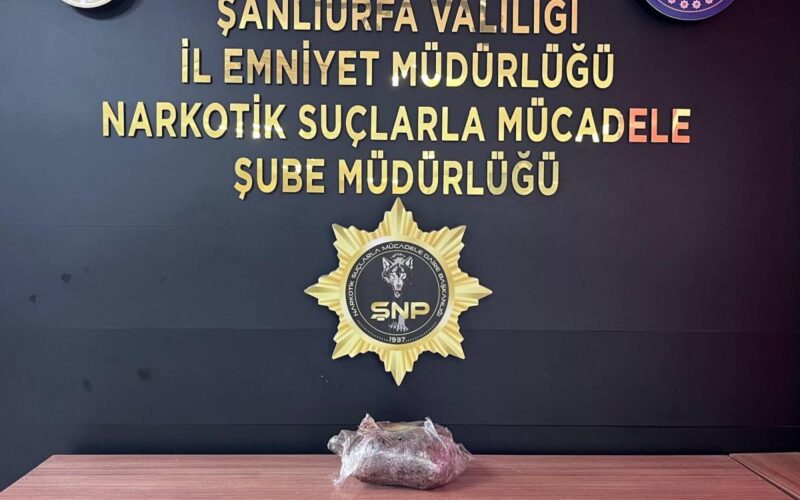 ŞANLIURFA VALİLİĞİ
İL EMNİYET MÜDÜRLÜĞÜ
NARKOTİK SUÇLARLA MÜCADELE
ŞUBE MÜDÜRLÜĞÜ
NARKOTİK SUÇLARLA MÜCADELE DAİRE BAŞKANLIĞI
ŞNP
1997